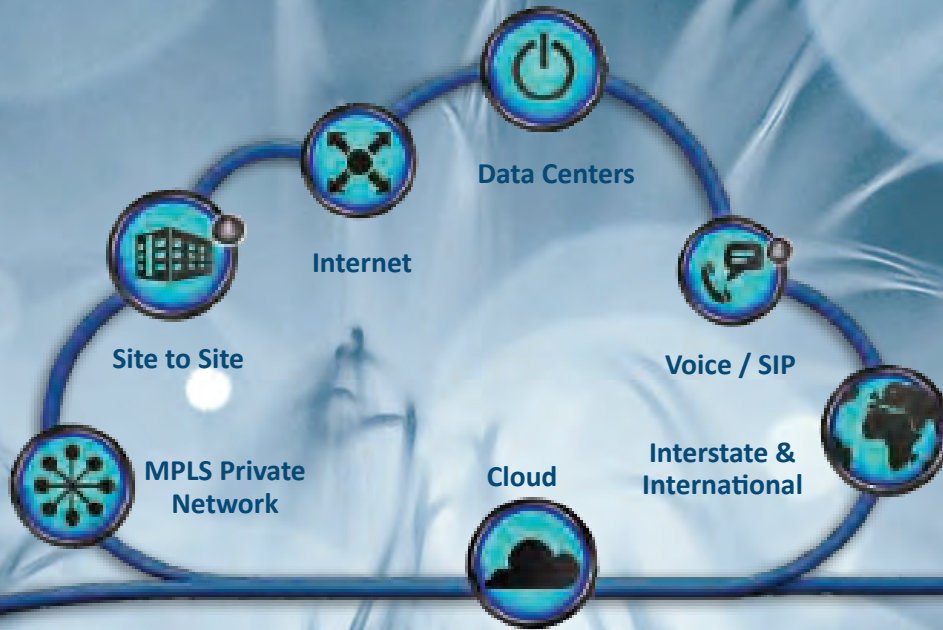 Data Centers
Internet
Site to Site
Voice / SIP
MPLS Private
Network
Cloud
Interstate &
International